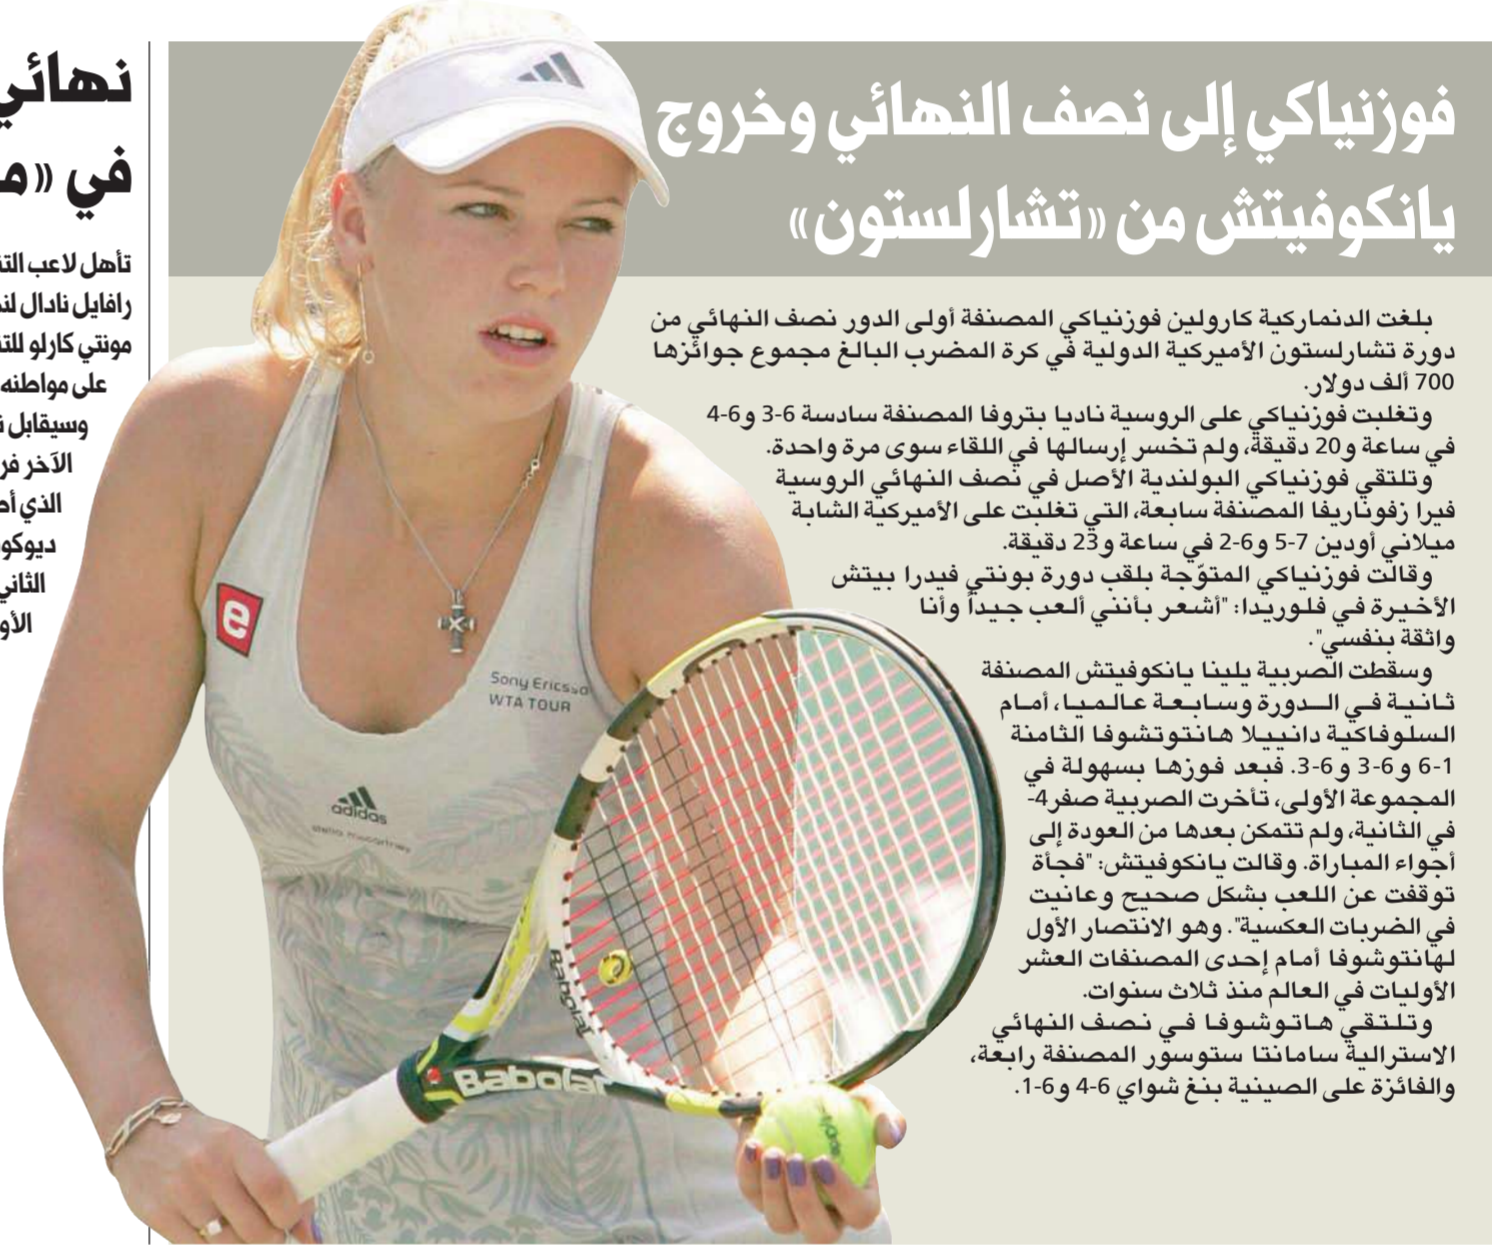 فوزنياكي إلى نصف النهائي وخروج
يانكوفيتش من «تشارلستون»
بلغت الدنماركية كارولين فوزنياكي المصنفة أولى الدور نصف النهائي من
دورة تشارلستون الأميركية الدولية في كرة المضرب البالغ مجموع جوائزها
700 ألف دولار.
وتغلبت فوزنياكي على الروسية ناديا بتروفا المصنفة سادسة 6-3 و6-4
في ساعة و20 دقيقة، ولم تخسر إرسالها في اللقاء سوى مرة واحدة.
وتلتقي فوزنياكي البولندية الأصل في نصف النهائي الروسية
فيرا زفوناريفا المصنفة سابعة، التي تغلبت على الأميركية الشابة
ميلاني أودين 7-5 و6-2 في ساعة و23 دقيقة.
وقالت فوزنياكي المتوّجة بلقب دورة بونتي فيدرا بيتش
الأخيرة في فلوريدا: "أشعر بأنني ألعب جيداً وأنا
واثقة بنفسي".
وسقطت الصربية يلينا يانكوفيتش المصنفة
ثانية في الدورة وسابعة عالميا، أمام
السلوفاكية دانييلا هانتوتشوفا الثامنة
1-6 و6-3 و6-3. فبعد فوزها بسهولة في
المجموعة الأولى، تأخرت الصربية صفر4-
في الثانية، ولم تتمكن بعدها من العودة إلى
أجواء المباراة. وقالت يانكوفيتش: "فجأة
توقفت عن اللعب بشكل صحيح وعانيت
في الضربات العكسية". وهو الانتصار الأول
لهانتوشوفا أمام إحدى المصنفات العشر
الأوليات في العالم منذ ثلاث سنوات.
وتلتقي هاتوشوفا في نصف النهائي
الاسترالية سامانتا ستوسور المصنفة رابعة،
والفائزة على الصينية بنغ شواي 6-4 و6-1.
نهائي
في «م
تأهل لاعب
رافايل نادال
مونتي كارلو
على مواطنه
وسيقابل
الآخر
الذي
الثاني
e
Sony Ericsso
WTA TOUR
adidas
stella mccartney
Babolat
Babolat